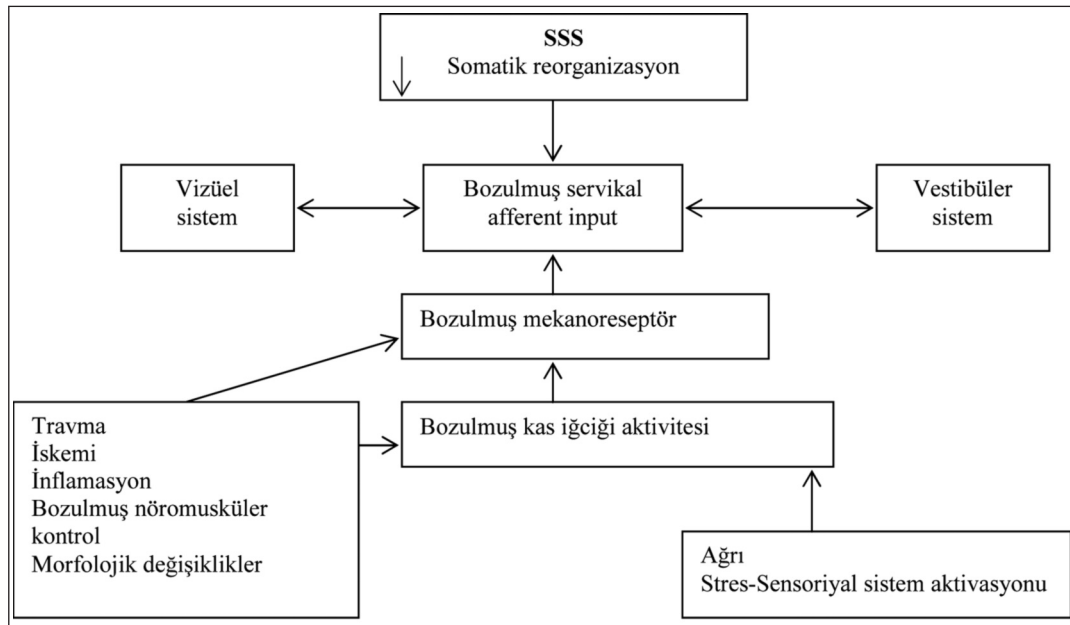 SSS
Somatik reorganizasyon
Vizüel
sistem
Bozulmuş servikal
afferent input
Vestibüler
sistem
Bozulmuş mekanoreseptör
Travma
İskemi
İnflamasyon
Bozulmuş nöromusküler
kontrol
Morfolojik değişiklikler
Bozulmuş kas iğciği aktivitesi
Ağrı
Stres-Sensoriyal sistem aktivasyonu